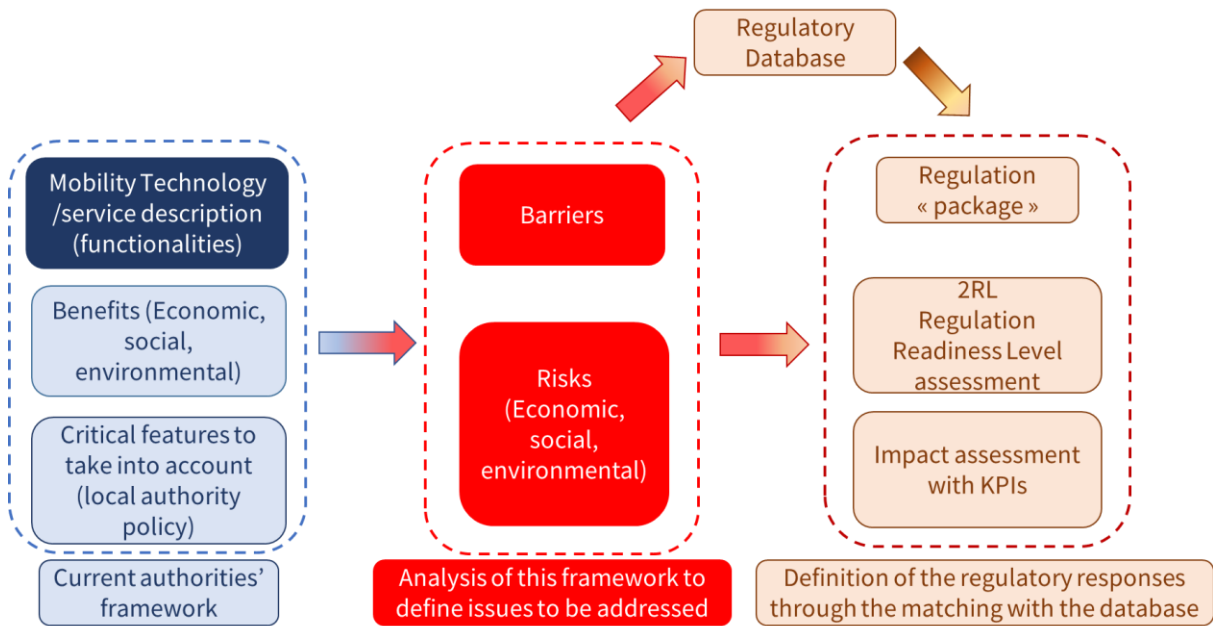 Regulatory
Database
Mobility Technology
/service description
(functionalities)
Benefits (Economic,
social,
environmental)
Critical features to
take into account
(local authority
policy)
Current authorities’
framework
Barriers
Risks
(Economic,
social,
environmental)
Analysis of this framework to
define issues to be addressed
Regulation
« package »
2RL
Regulation
Readiness Level
assessment
Impact assessment
with KPIs
Definition of the regulatory responses
through the matching with the database